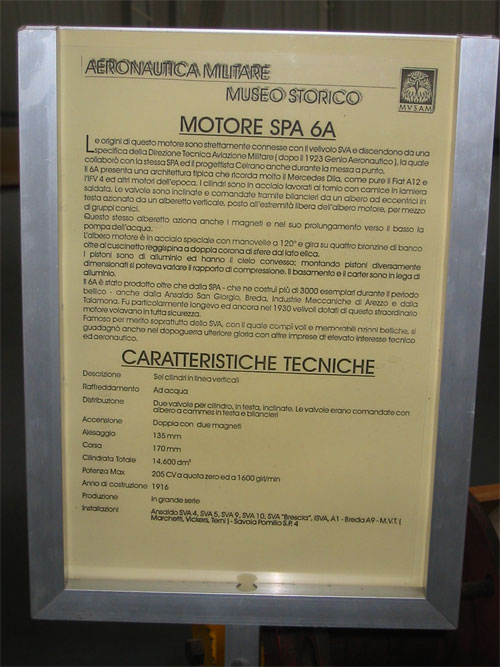 AERONAUTICA MILITARE
MUSEO STORICO
MVSAM
MOTORE SPA 6A
Le origini di questo motore sono strettamente connesse con il velivolo SVA e discendono da una
specifica della Direzione Tecnica Aviazione Militare ( dopo il 1923 Genio Aeronautico ), la quale
collaborò con la stessa SPA ed il progettista Ceirano anche durante la messa a punto.
Il 6A presenta una architettura tipica che ricorda molto il Mercedes DIIa, come pure il Fiat A12 e
l'IFV4 ed altri motori dell'epoca. I cilindri sono in acciaio lavorati al tornio con camice in lamiera
saldata. Le valvole sono inclinate e comandate tramite bilancieri da un albero ad eccentrici in
testa azionato da un alberetto verticale, posto all'estremità libera dell'albero motore, per mezzo
di gruppi conici.
Questo stesso alberetto aziona anche i magneti e nel suo prolungamento verso il basso la
pompa dell'acqua.
L'albero motore è in acciaio speciale con manovelle a 120° e gira su quattro bronzine di banco
oltre al cuscinetto reggispina a doppia corona di sfere dal lato elica.
I pistoni sono di alluminio ed hanno il cielo convesso; montando pistoni diversamente
dimensionati si poteva variare il rapporto di compressione. Il basamento e il carter sono in lega di
alluminio.
Il 6A è stato prodotto oltre che dalla SPA - che ne costruì più di 3000 esemplari durante il periodo
bellico - anche dalla Ansaldo San Giorgio, Breda, Industrie Meccaniche di Arezzo e dalla
Talamona. Fu particolarmente longevo ed ancora nel 1930 velivoli dotati di questo straordinario
motore volavano in tutta sicurezza.
Famoso per merito soprattutto dello SVA, con il quale compì voli e memorabili azioni belliche, si
guadagnò anche nel dopoguerra ulteriore gloria con altre imprese di elevato interesse tecnico
ed aeronautico.
CARATTERISTICHE TECNICHE
Descrizione Sei cilindri in linea verticali
Raffreddamento Ad acqua
Distribuzione Due valvole per cilindro, in testa, inclinate. Le valvole erano comandate con
albero a cammes in testa e bilancieri
Accensione Doppia con due magneti
Alesaggio 135 mm
Corsa 170 mm
Cilindrata Totale 14,600 dm³
Potenza Max 205 CV a quota zero ed a 1600 giri/min
Anno di costruzione 1916
Produzione in grande serie
Installazioni Ansaldo SVA 4, SVA 5, SVA 9, SVA 10, SVA "Brescia", ISVA, A1 - Breda A9 - M.V.T. (
Marchetti, Vickers, Terni ) - Savoia Pomilio S.P. 4